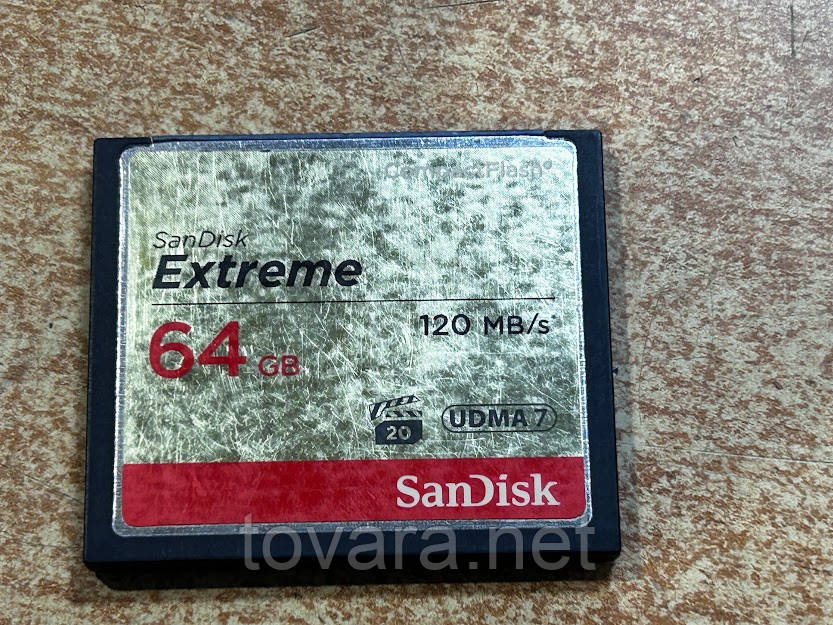 CompactFlash®
SanDisk
Extreme
120 MB/s*
64 GB
20 UDMA 7
SanDisk
tovara.net